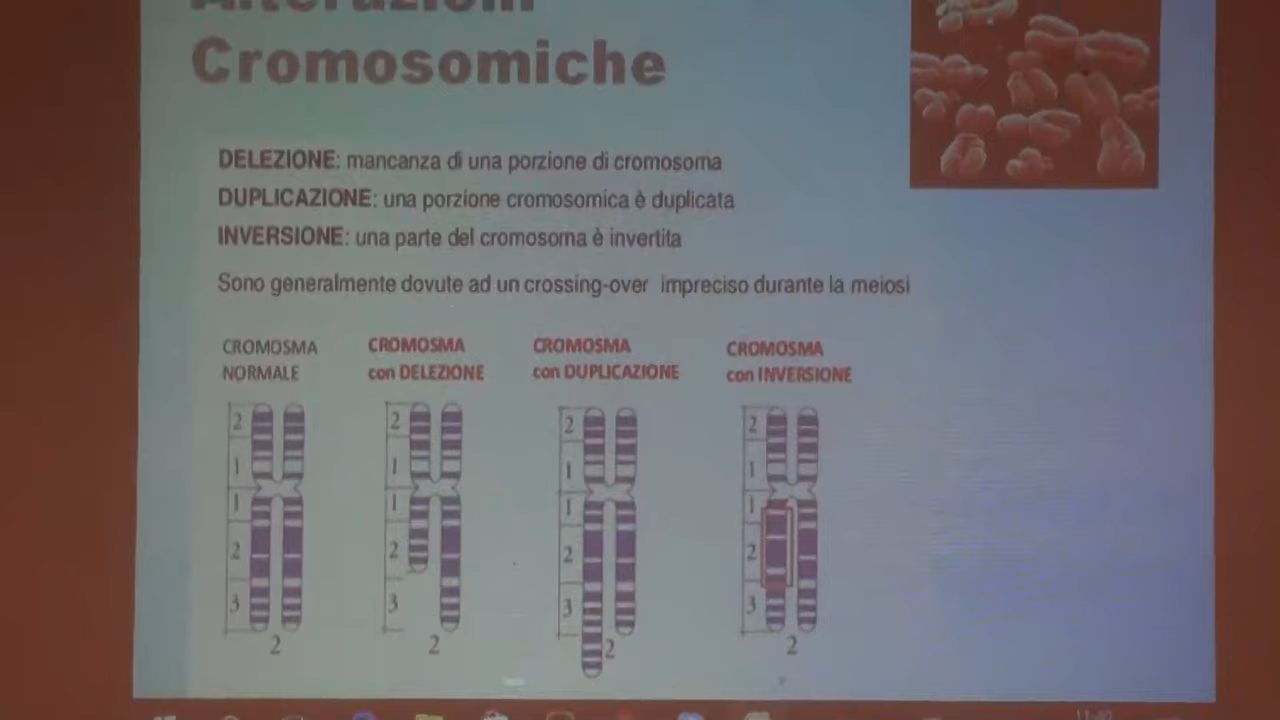 Alterazioni
Cromosomiche
DELEZIONE: mancanza di una porzione di cromosoma
DUPLICAZIONE: una porzione cromosomica è duplicata
INVERSIONE: una parte del cromosoma è invertita
Sono generalmente dovute ad un crossing-over impreciso durante la meiosi
CROMOSMA
NORMALE
CROMOSMA
con DELEZIONE
CROMOSMA
con DUPLICAZIONE
CROMOSMA
con INVERSIONE
2
1
1
2
3
2
2
1
1
2
3
2
2
1
1
2
3
2
2
1
1
2
3
2